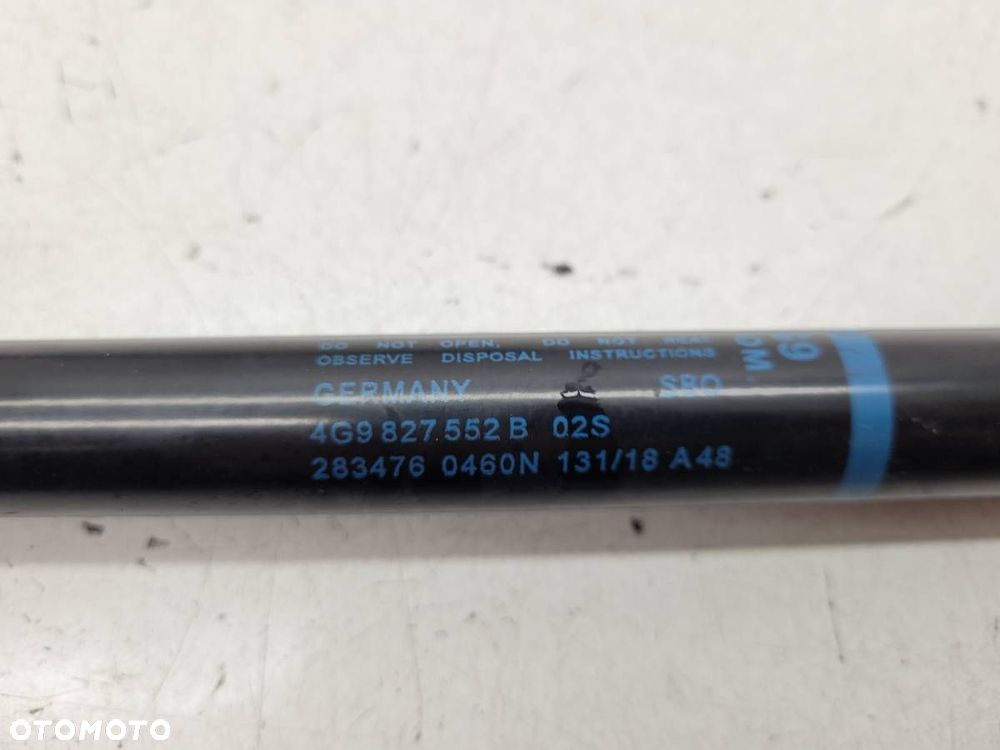 DO NOT OPEN, DO NOT HEAT
OBSERVE DISPOSAL INSTRUCTIONS
GERMANY SBO
4G9 827 552 B 02S
283476 0460N 131/18 A48
OTOMOTO
OTOMOTO